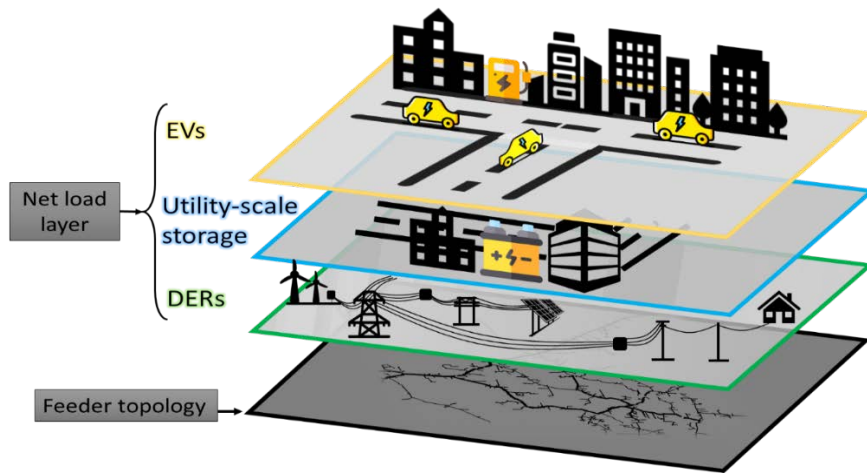 EVs
Net load
layer
Utility-scale
storage
DERs
Feeder topology